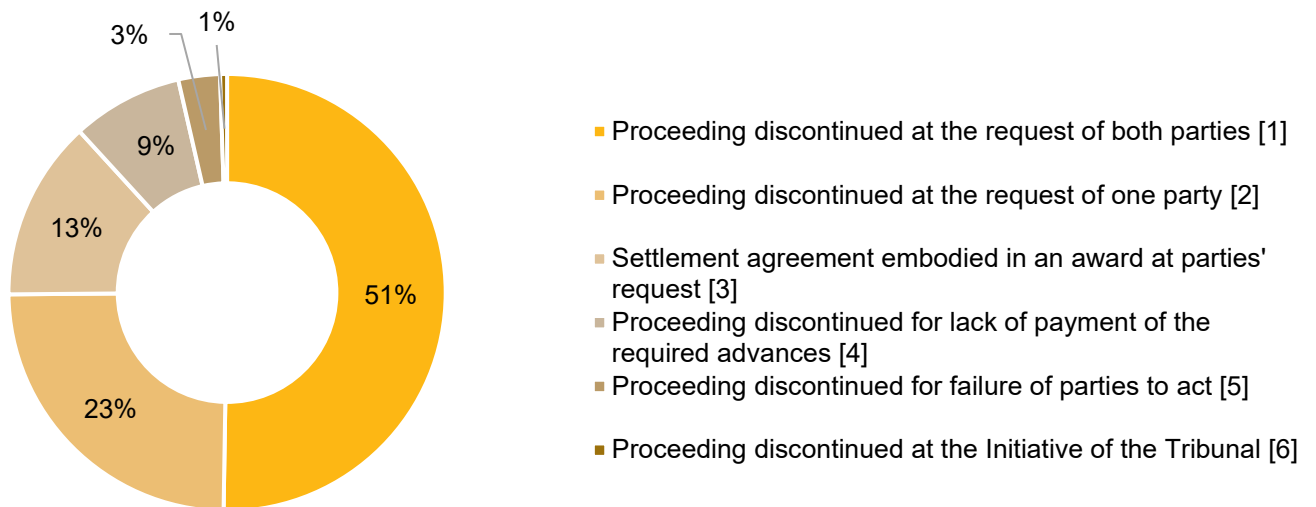 1%
3%
9%
13%
51%
23%
Proceeding discontinued at the request of both parties [1]
Proceeding discontinued at the request of one party [2]
Settlement agreement embodied in an award at parties'
request [3]
Proceeding discontinued for lack of payment of the
required advances [4]
Proceeding discontinued for failure of parties to act [5]
Proceeding discontinued at the Initiative of the Tribunal [6]